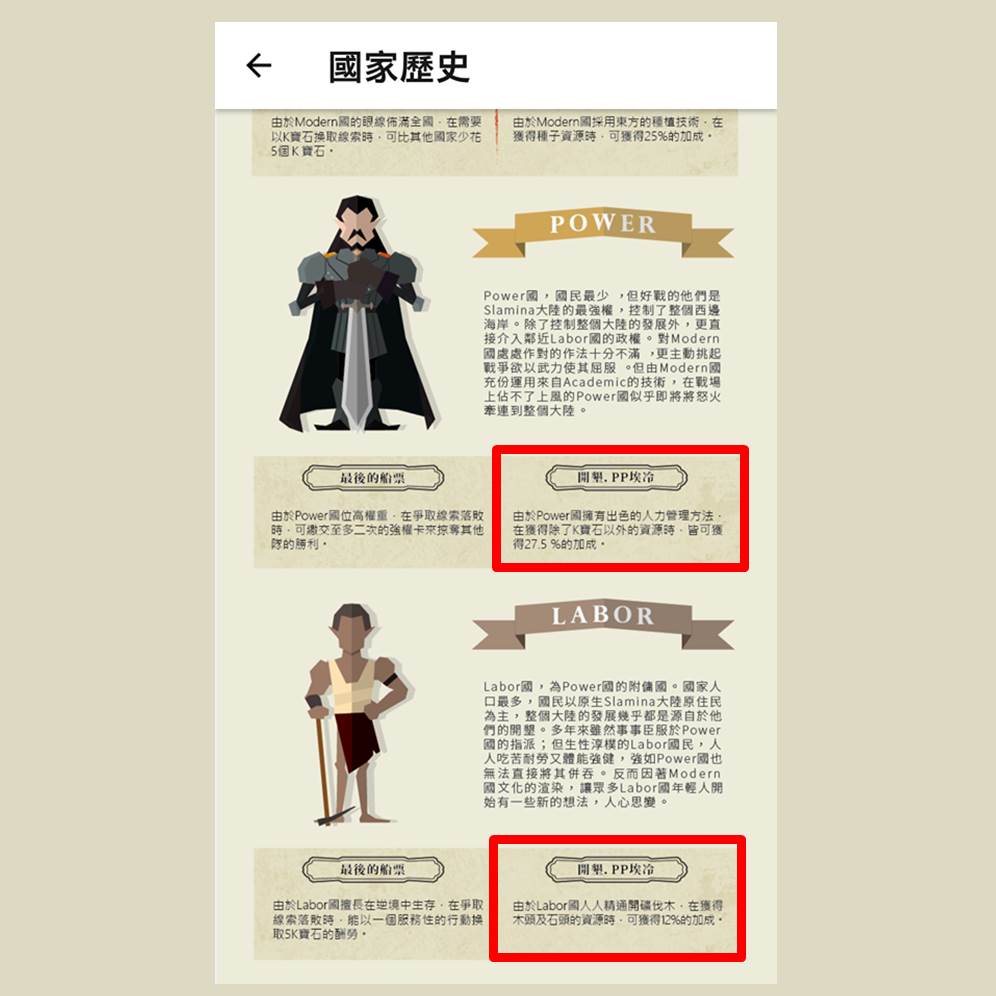 國家歷史
由於Modern國的眼線佈滿全國，在需要
以K寶石換取線索時，可比其他國家少花
5個K寶石。
由於Modern國採用東方的種植技術，在
獲得種子資源時，可獲得25%的加成。
POWER
Power國，國民最少 ，但好戰的他們是
Slamina大陸的最強權，控制了整個西邊
海岸。除了控制整個大陸的發展外，更直
接介入鄰近Labor國的政權。對Modern
國處處作對的作法十分不滿 ，更主動挑起
戰爭欲以武力使其屈服 。但由Modern國
充份運用來自Academic的技術，在戰場
上佔不了上風的Power國似乎即將將怒火
牽連到整個大陸。
最後的船票
由於Power國位高權重，在爭取線索落敗
時，可繳交至多二次的強權卡來掠奪其他
隊的勝利。
開墾．PP埃冷
由於Power國擁有出色的人力管理方法，
在獲得除了K寶石以外的資源時，皆可獲
得27.5 %的加成。
LABOR
Labor國，為Power國的附傭國。國家人
口最多，國民以原生Slamina大陸原住民
為主，整個大陸的發展幾乎都是源自於他
們的開墾。多年來雖然事事臣服於Power
國的指派；但生性淳樸的Labor國民，人
人吃苦耐勞又體能強健，強如Power國也
無法直接將其併吞。反而因著Modern
國文化的渲染，讓眾多Labor國年輕人開
始有一些新的想法，人心思變。
最後的船票
由於Labor國擅長在逆境中生存，在爭取
線索落敗時，能以一個服務性的行動換
取5K寶石的酬勞。
開墾．PP埃冷
由於Labor國人人精通開礦伐木，在獲得
木頭及石頭的資源時，可獲得12%的加成。